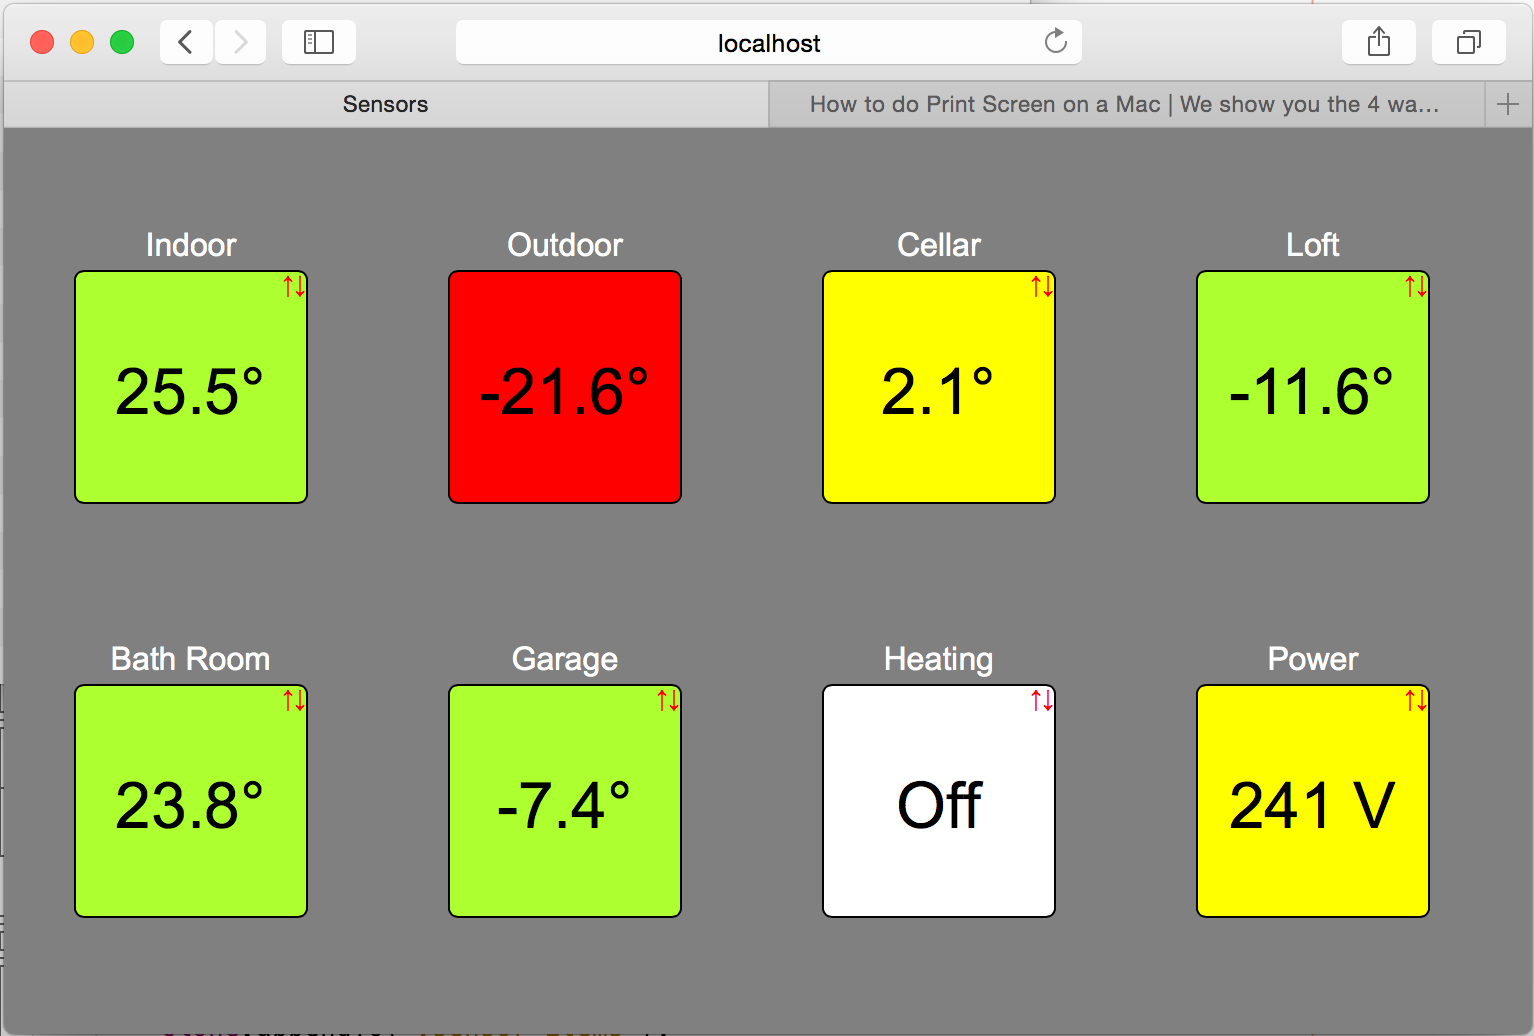 localhost
Sensors
How to do Print Screen on a Mac | We show you the 4 wa...
Indoor
Outdoor
Cellar
Loft
↑↓
↑↓
↑↓
25.5°
-21.6°
2.1°
-11.6°
Bath Room
Garage
Heating
Power
↑↓
↑↓
↑↓
↑↓
23.8°
-7.4°
Off
241 V